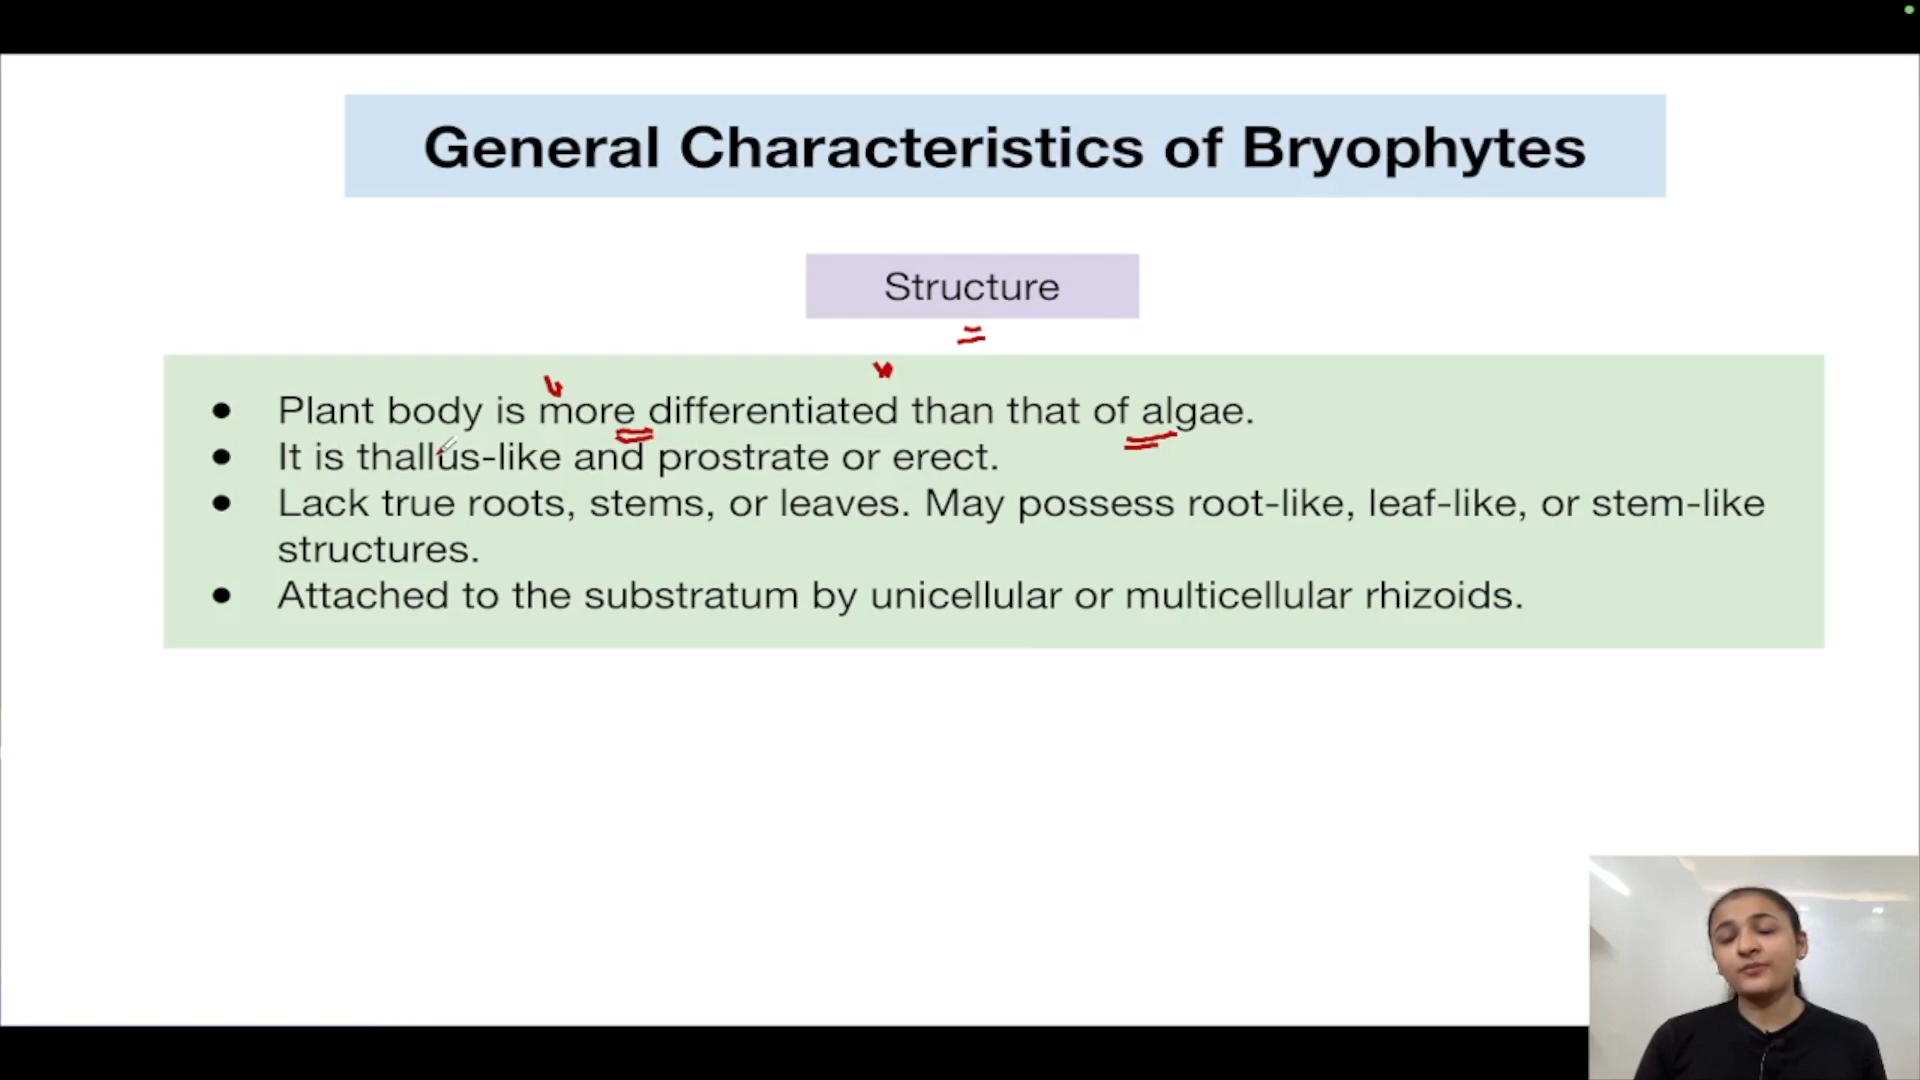 General Characteristics of Bryophytes
Structure
● Plant body is more differentiated than that of algae.
● It is thallus-like and prostrate or erect.
● Lack true roots, stems, or leaves. May possess root-like, leaf-like, or stem-like
structures.
● Attached to the substratum by unicellular or multicellular rhizoids.